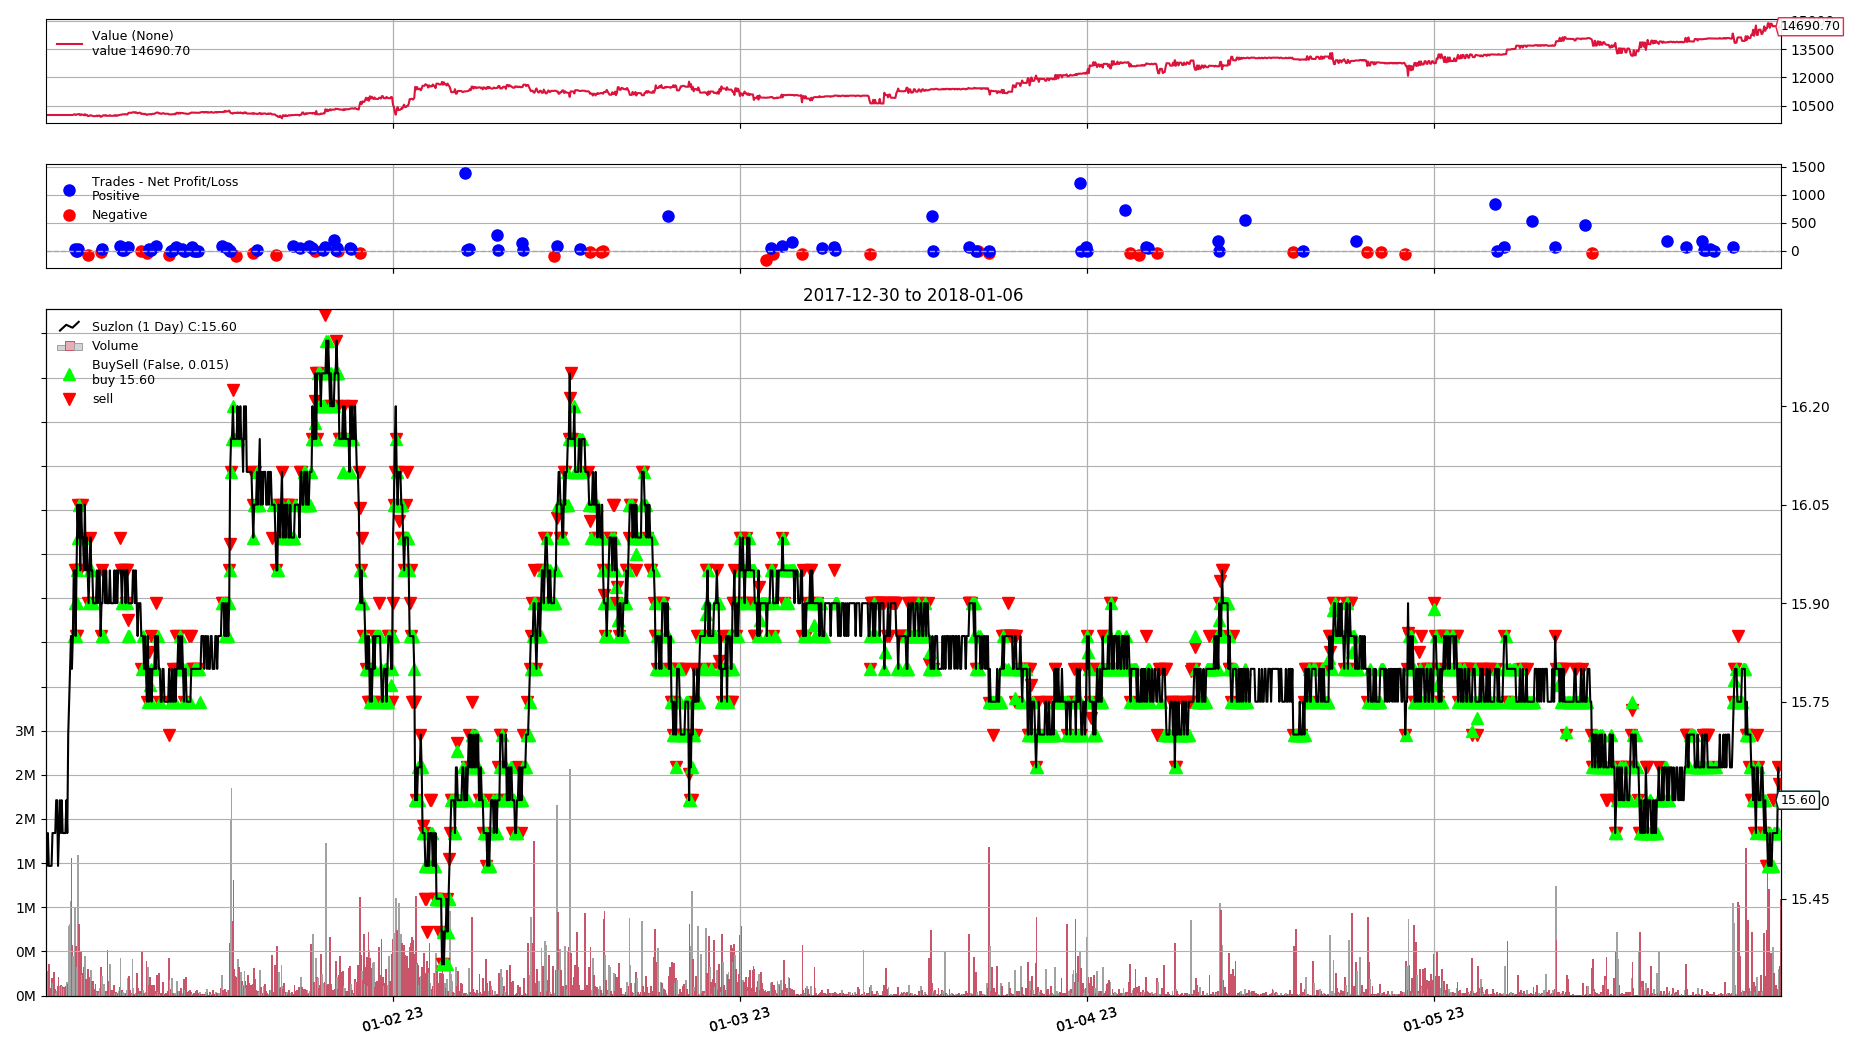 Value (None)
value 14690.70
14690.70
13500
12000
10500
Trades - Net Profit/Loss
Positive
Negative
1500
1000
500
0
2017-12-30 to 2018-01-06
Suzlon (1 Day) C:15.60
Volume
BuySell (False, 0.015)
buy 15.60
sell
16.20
16.05
15.90
15.75
15.60
15.45
3M
2M
2M
1M
1M
0M
0M
01-02 23
01-03 23
01-04 23
01-05 23